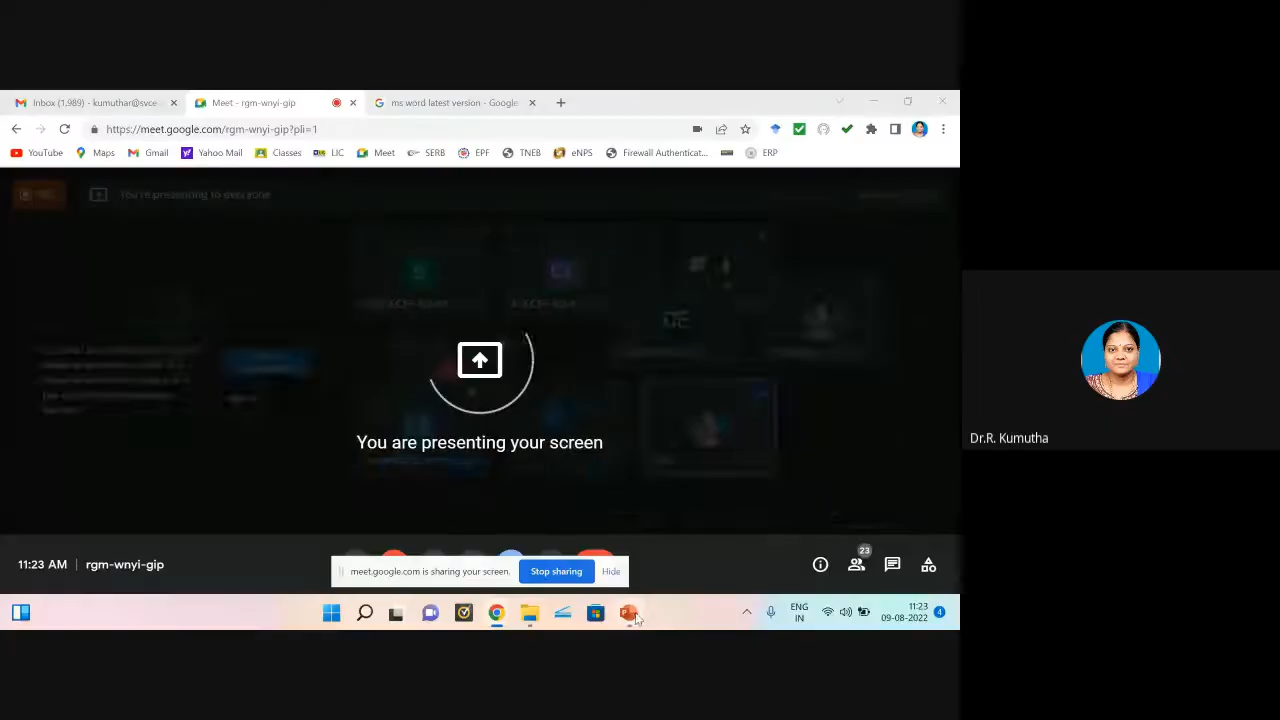 Inbox (1,989) - kumuthar@svce
Meet - rgm-wnyi-gip
ms word latest version - Google
https://meet.google.com/rgm-wnyi-gip?pli=1
YouTube
Maps
Gmail
Yahoo Mail
Classes
LIC
Meet
SERB
EPF
TNEB
eNPS
Firewall Authenticat...
ERP
You're presenting to everyone
You are presenting your screen
Dr.R. Kumutha
11:23 AM | rgm-wnyi-gip
meet.google.com is sharing your screen.
Stop sharing
Hide
23
ENG
IN
11:23
09-08-2022
4